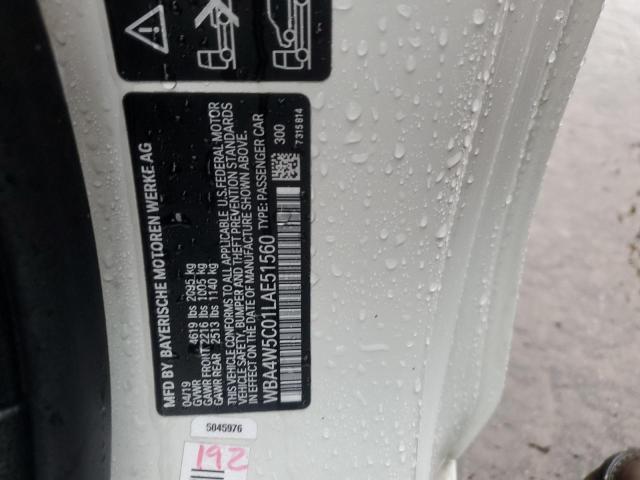 MFD BY BAYERISCHE MOTOREN WERKE AG
04/19
GVWR 4619 lbs 2095 kg
GAWR FRONT 2216 lbs 1005 kg
GAWR REAR 2513 lbs 1140 kg
THIS VEHICLE CONFORMS TO ALL APPLICABLE U.S. FEDERAL MOTOR
VEHICLE SAFETY, BUMPER AND THEFT PREVENTION STANDARDS
IN EFFECT ON THE DATE OF MANUFACTURE SHOWN ABOVE.
WBA4W5C01LAE51560 TYPE: PASSENGER CAR
300
7315814
5045976
192